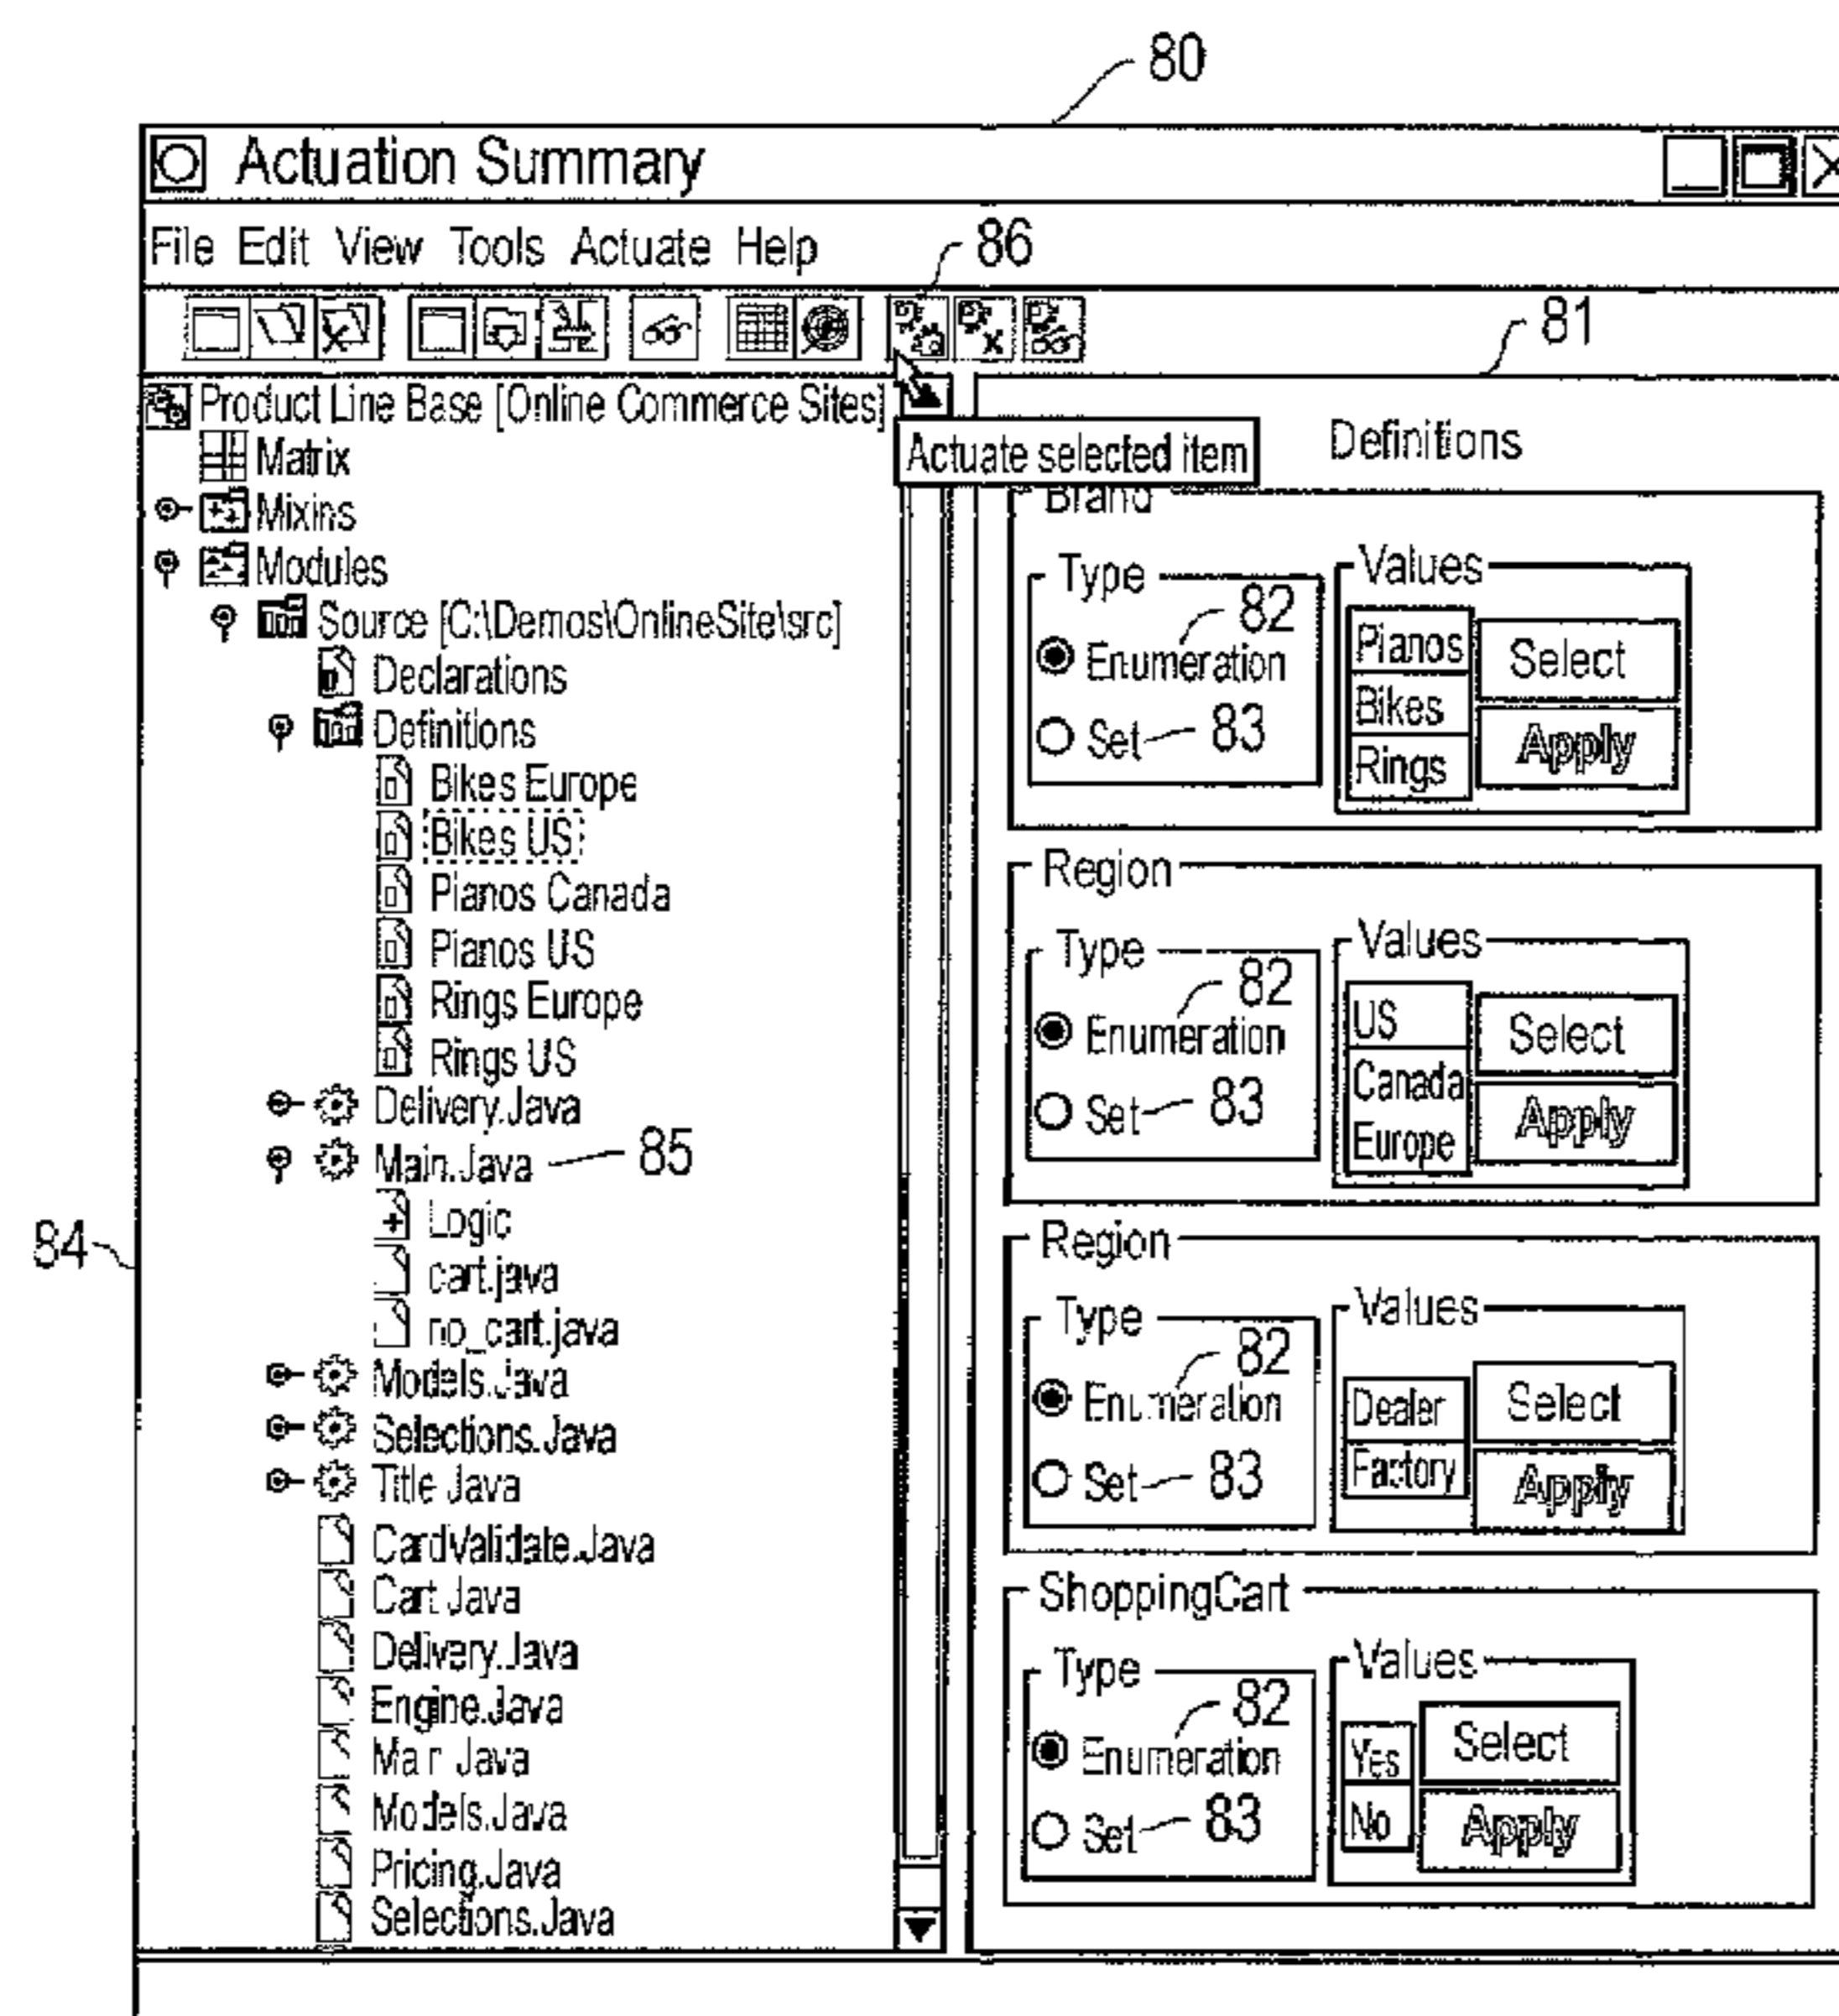 80
Actuation Summary
File Edit View Tools Actuate Help
86
81
Product Line Base [Online Commerce Sites]
Actuate selected item
Matrix
Mixins
Modules
Source [C:\Demos\OnlineSite\src]
Declarations
Definitions
Bikes Europe
Bikes US
Pianos Canada
Pianos US
Rings Europe
Rings US
Delivery.Java
Main.Java
85
Logic
cart.java
no_cart.java
Models.Java
Selections.Java
Title Java
CardValidate.Java
Cart Java
Delivery.Java
Engine.Java
Main Java
Models.Java
Pricing.Java
Selections.Java
84
Definitions
Brand
Type
82
Enumeration
Set
83
Values
Pianos
Bikes
Rings
Select
Apply
Region
Type
82
Enumeration
Set
83
Values
US
Canada
Europe
Select
Apply
Region
Type
82
Enumeration
Set
83
Values
Dealer
Factory
Select
Apply
ShoppingCart
Type
82
Enumeration
Set
83
Values
Yes
No
Select
Apply